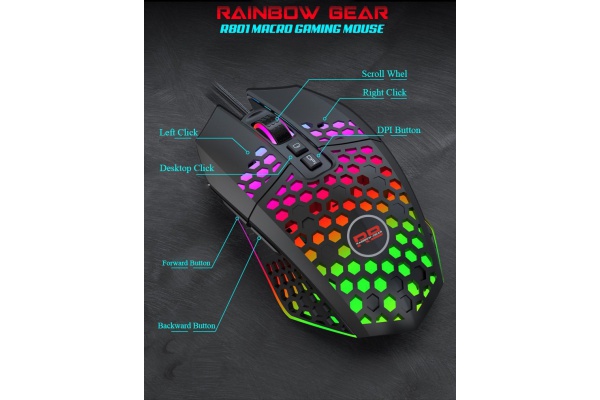 RAINBOW GEAR
R801 MACRO GAMING MOUSE
Scroll Whel
Right Click
DPI Button
Left Click
Desktop Click
Forward Button
Backward Button